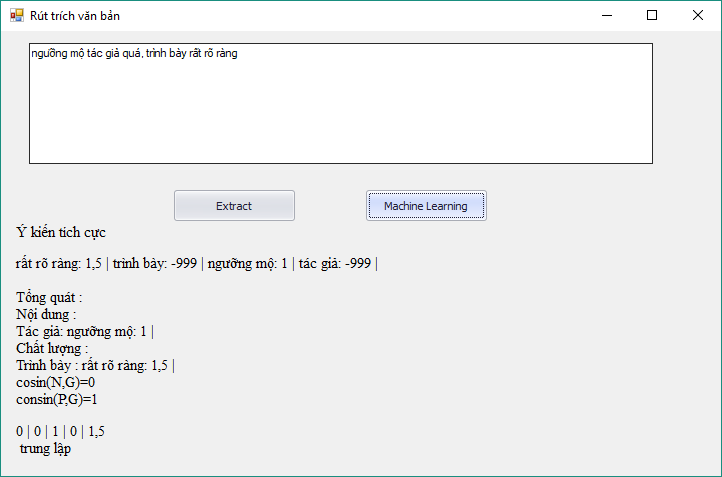 Rút trích văn bản
ngưỡng mộ tác giả quá, trình bày rất rõ ràng
Extract
Machine Learning
Ý kiến tich cực
rất rõ ràng: 1,5 | trình bày: -999 | ngưỡng mộ: 1 | tác giả: -999 |
Tổng quát :
Nội dung :
Tác giả: ngưỡng mộ: 1 |
Chất lượng :
Trình bày : rất rõ ràng: 1,5 |
cosin(N,G)=0
consin(P,G)=1
0 | 0 | 1 | 0 | 1,5
trung lập